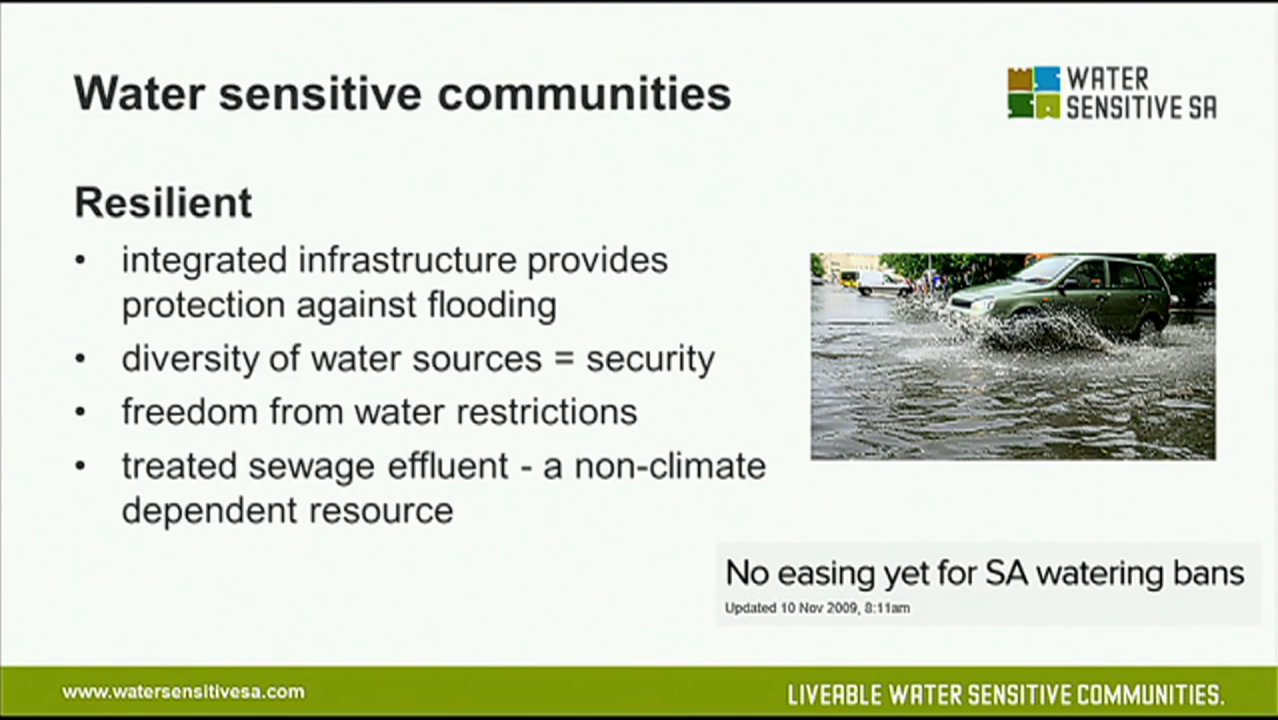 Water sensitive communities
WATER
SENSITIVE SA
Resilient
• integrated infrastructure provides
protection against flooding
• diversity of water sources = security
• freedom from water restrictions
• treated sewage effluent - a non-climate
dependent resource
No easing yet for SA watering bans
Updated 10 Nov 2009, 8:11am
www.watersensitivesa.com
LIVEABLE WATER SENSITIVE COMMUNITIES.